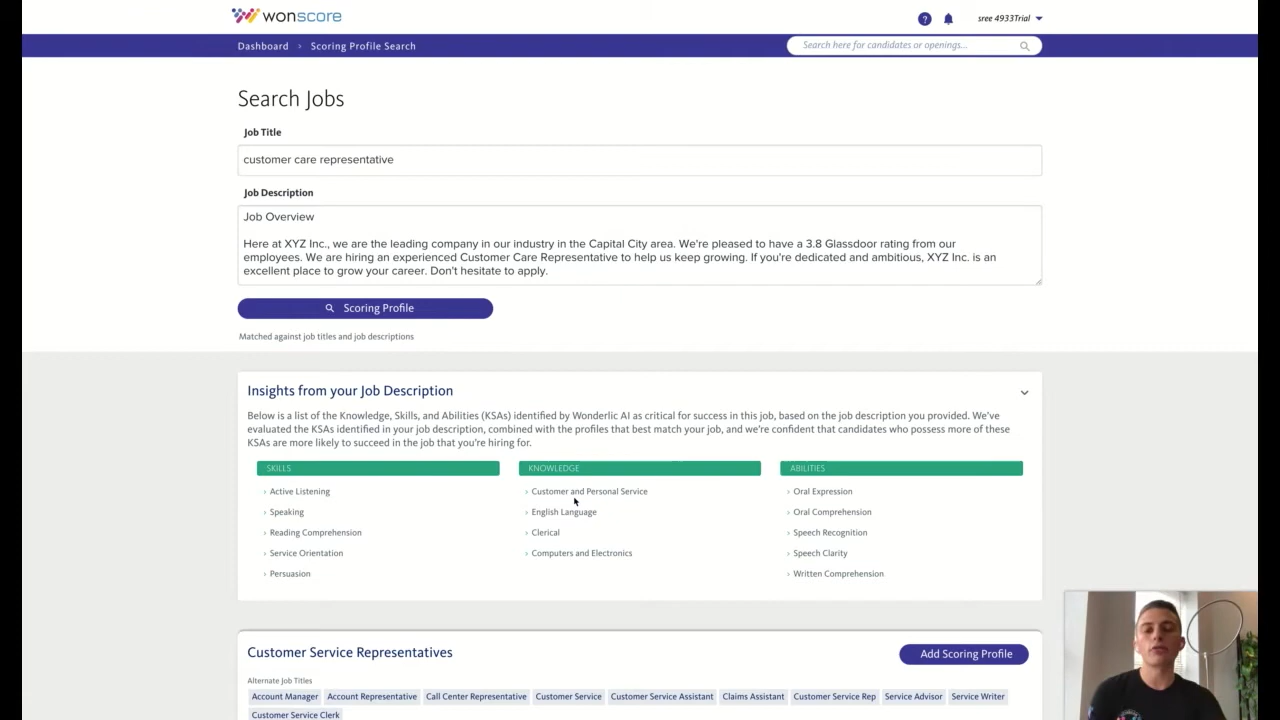 wonscore
? sree 4933Trial
Dashboard > Scoring Profile Search
Search here for candidates or openings...
Search Jobs
Job Title
customer care representative
Job Description
Job Overview
Here at XYZ Inc., we are the leading company in our industry in the Capital City area. We're pleased to have a 3.8 Glassdoor rating from our
employees. We are hiring an experienced Customer Care Representative to help us keep growing. If you're dedicated and ambitious, XYZ Inc. is an
excellent place to grow your career. Don't hesitate to apply.
Scoring Profile
Matched against job titles and job descriptions
Insights from your Job Description
Below is a list of the Knowledge, Skills, and Abilities (KSAs) identified by Wonderlic AI as critical for success in this job, based on the job description you provided. We've
evaluated the KSAs identified in your job description, combined with the profiles that best match your job, and we're confident that candidates who possess more of these
KSAs are more likely to succeed in the job that you're hiring for.
SKILLS
Active Listening
Speaking
Reading Comprehension
Service Orientation
Persuasion
KNOWLEDGE
Customer and Personal Service
English Language
Clerical
Computers and Electronics
ABILITIES
Oral Expression
Oral Comprehension
Speech Recognition
Speech Clarity
Written Comprehension
Customer Service Representatives
Add Scoring Profile
Alternate Job Titles
Account Manager Account Representative Call Center Representative Customer Service Customer Service Assistant Claims Assistant Customer Service Rep Service Advisor Service Writer
Customer Service Clerk